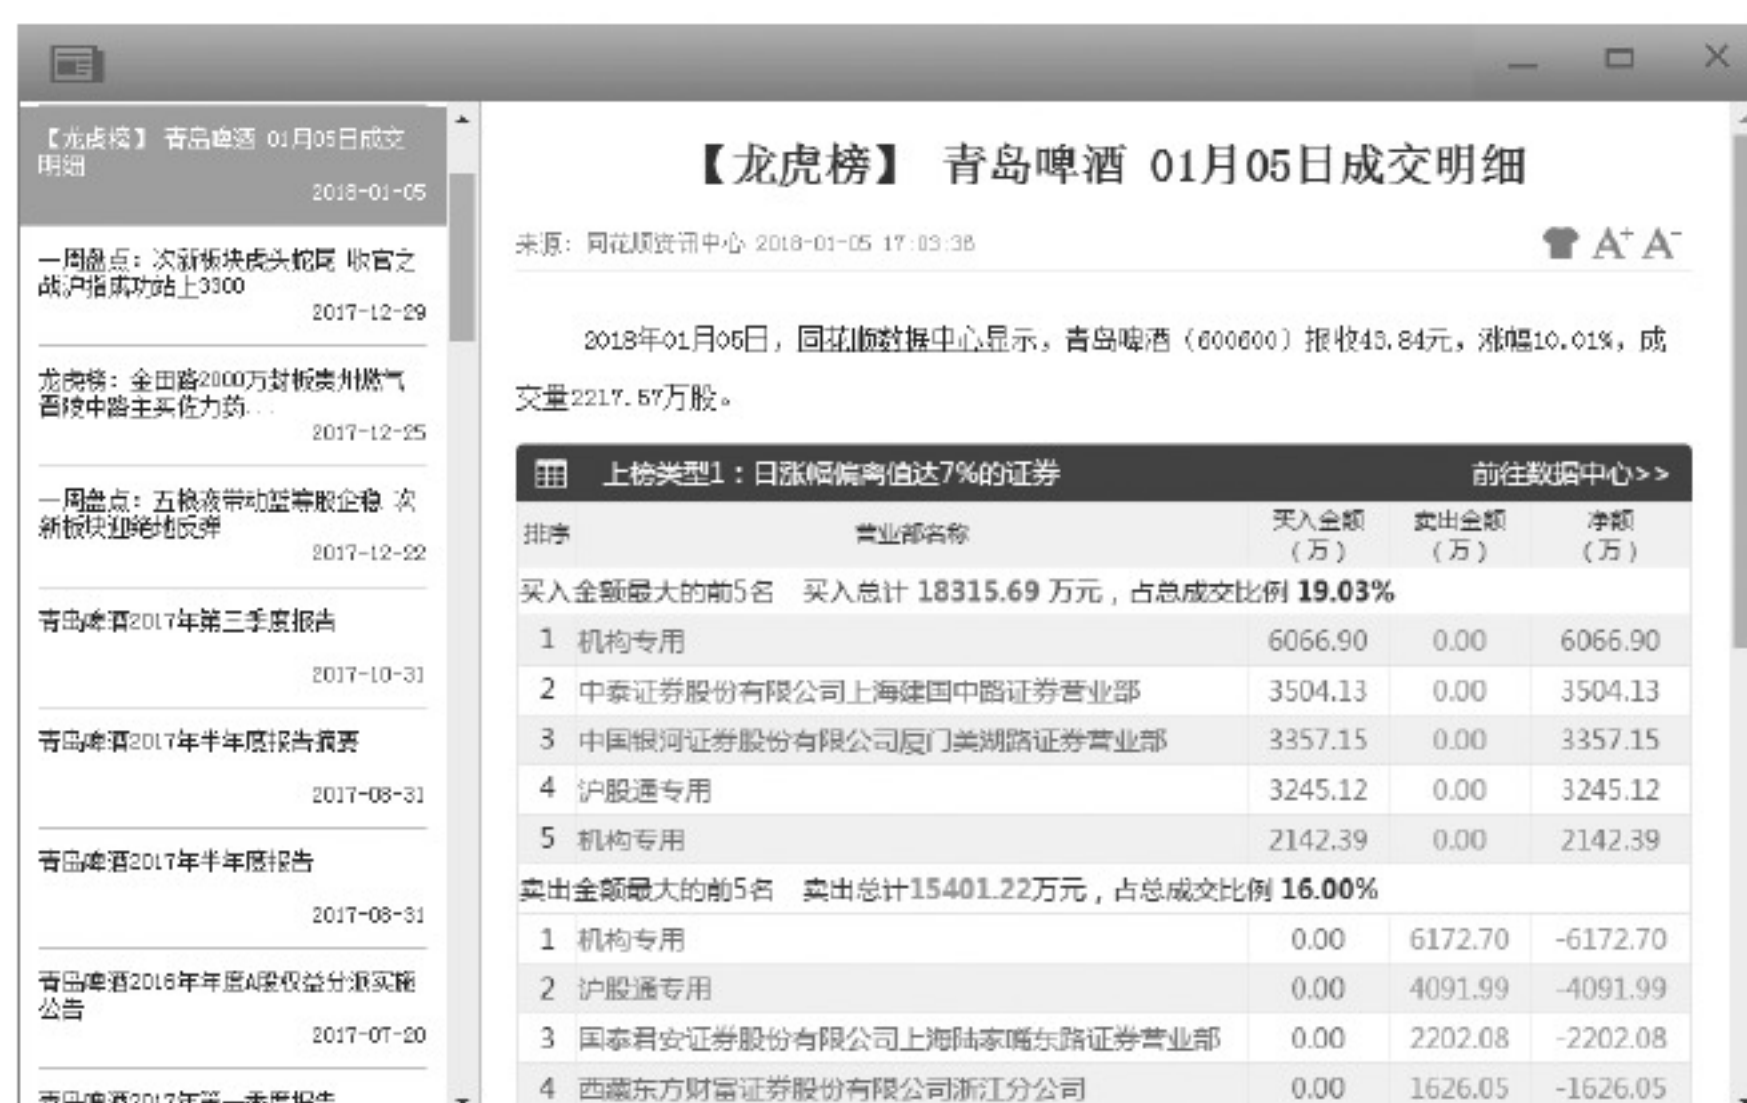 【龙虎榜】 青岛啤酒 01月05日成交
明细
2018-01-05
一周盘点：次新板块虎头蛇尾 收官之
战沪指成功站上3300
2017-12-29
龙虎榜：金田路2000万封板贵州燃气
晋陵中路主买佐力药...
2017-12-25
一周盘点：五粮液带动蓝筹股企稳 次
新板块迎绝地反弹
2017-12-22
青岛啤酒2017年第三季度报告
2017-10-31
青岛啤酒2017年半年度报告摘要
2017-08-31
青岛啤酒2017年半年度报告
2017-08-31
青岛啤酒2016年年度A股权益分派实施
公告
2017-07-20
青岛啤酒2017年第一季度报告
【龙虎榜】 青岛啤酒 01月05日成交明细
来源：同花顺资讯中心 2018-01-05 17:03:38
A+ A-
2018年01月05日，同花顺数据中心显示，青岛啤酒（600600）报收43.84元，涨幅10.01%，成
交量2217.57万股。
上榜类型1：日涨幅偏离值达7%的证券 前往数据中心>>
排序 营业部名称 买入金额（万） 卖出金额（万） 净额（万）
买入金额最大的前5名 买入总计 18315.69 万元，占总成交比例 19.03%
1 机构专用 6066.90 0.00 6066.90
2 中泰证券股份有限公司上海建国中路证券营业部 3504.13 0.00 3504.13
3 中国银河证券股份有限公司厦门美湖路证券营业部 3357.15 0.00 3357.15
4 沪股通专用 3245.12 0.00 3245.12
5 机构专用 2142.39 0.00 2142.39
卖出金额最大的前5名 卖出总计15401.22万元，占总成交比例 16.00%
1 机构专用 0.00 6172.70 -6172.70
2 沪股通专用 0.00 4091.99 -4091.99
3 国泰君安证券股份有限公司上海陆家嘴东路证券营业部 0.00 2202.08 -2202.08
4 西藏东方财富证券股份有限公司浙江分公司 0.00 1626.05 -1626.05